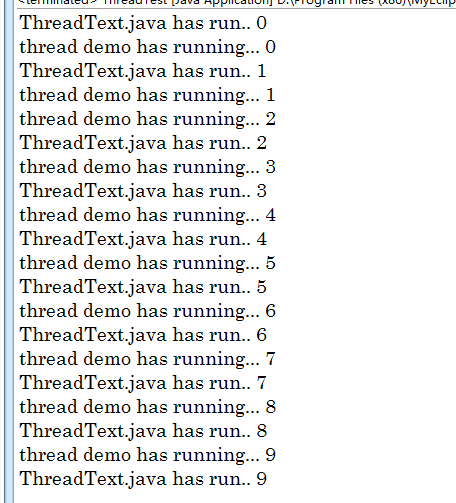 <terminated> ThreadTest [Java Application] D:\Program Files (x86)\MyEclip
ThreadText.java has run.. 0
thread demo has running... 0
ThreadText.java has run.. 1
thread demo has running... 1
thread demo has running... 2
ThreadText.java has run.. 2
thread demo has running... 3
ThreadText.java has run.. 3
thread demo has running... 4
ThreadText.java has run.. 4
thread demo has running... 5
ThreadText.java has run.. 5
thread demo has running... 6
ThreadText.java has run.. 6
thread demo has running... 7
ThreadText.java has run.. 7
thread demo has running... 8
ThreadText.java has run.. 8
thread demo has running... 9
ThreadText.java has run.. 9